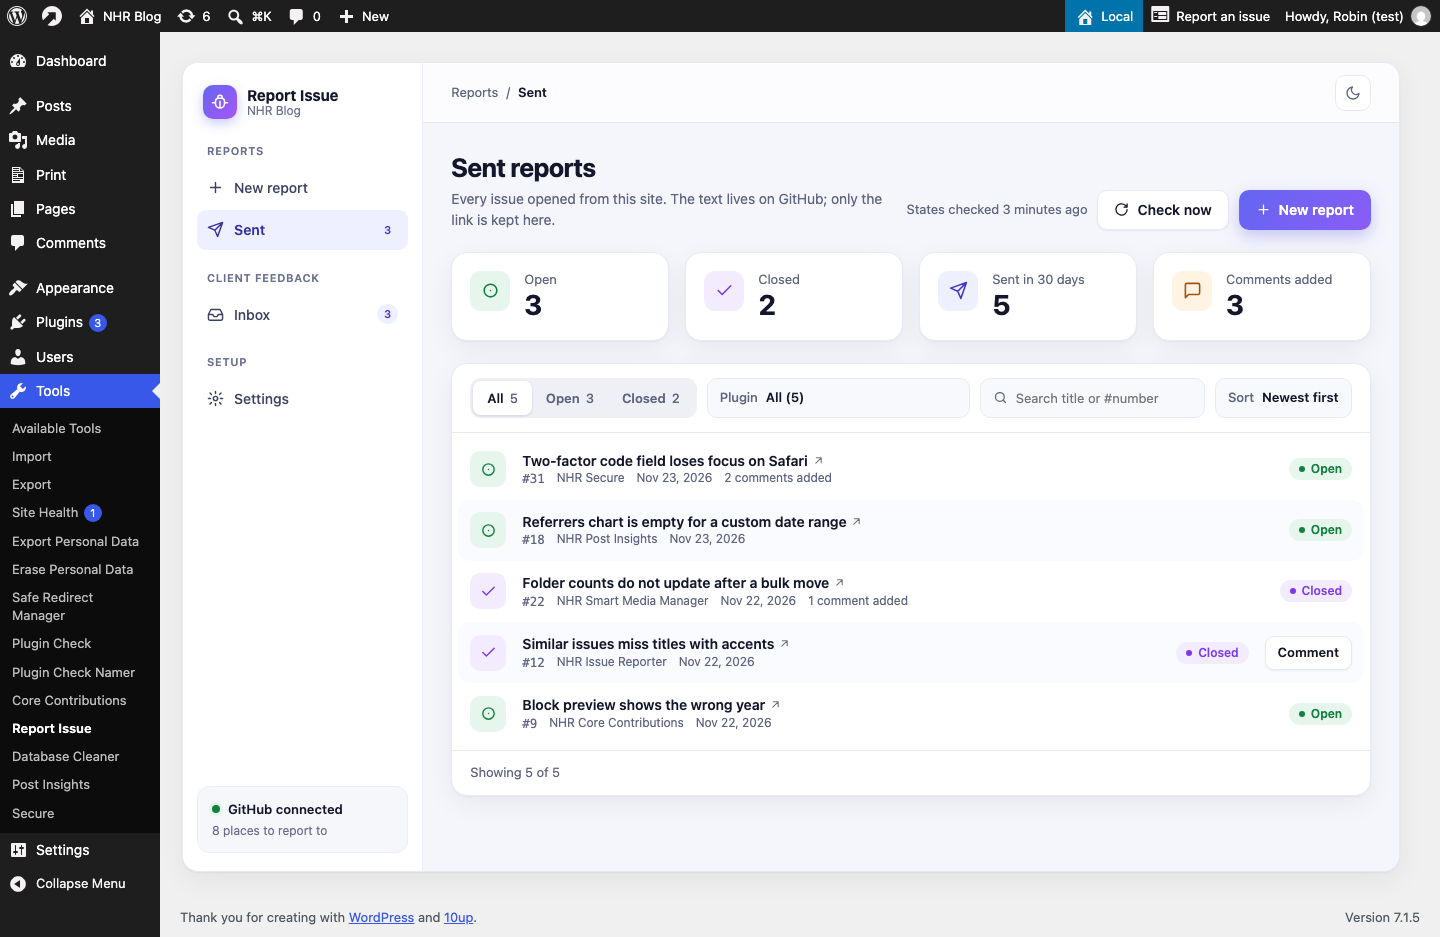 NHR Blog
6
⌘K
0
New
Local
Report an issue
Howdy, Robin (test)
Dashboard
Posts
Media
Print
Pages
Comments
Appearance
Plugins 3
Users
Tools
Available Tools
Import
Export
Site Health 1
Export Personal Data
Erase Personal Data
Safe Redirect
Manager
Plugin Check
Plugin Check Namer
Core Contributions
Report Issue
Database Cleaner
Post Insights
Secure
Settings
Collapse Menu
Report Issue
NHR Blog
REPORTS
New report
Sent 3
CLIENT FEEDBACK
Inbox 3
SETUP
Settings
GitHub connected
8 places to report to
Reports / Sent
Sent reports
Every issue opened from this site. The text lives on GitHub; only the
link is kept here.
States checked 3 minutes ago
Check now
New report
Open
3
Closed
2
Sent in 30 days
5
Comments added
3
All 5
Open 3
Closed 2
Plugin All (5)
Search title or #number
Sort Newest first
Two-factor code field loses focus on Safari
#31 NHR Secure Nov 23, 2026 2 comments added
Open
Referrers chart is empty for a custom date range
#18 NHR Post Insights Nov 23, 2026
Open
Folder counts do not update after a bulk move
#22 NHR Smart Media Manager Nov 22, 2026 1 comment added
Closed
Similar issues miss titles with accents
#12 NHR Issue Reporter Nov 22, 2026
Closed
Comment
Block preview shows the wrong year
#9 NHR Core Contributions Nov 22, 2026
Open
Showing 5 of 5
Thank you for creating with WordPress and 10up.
Version 7.1.5